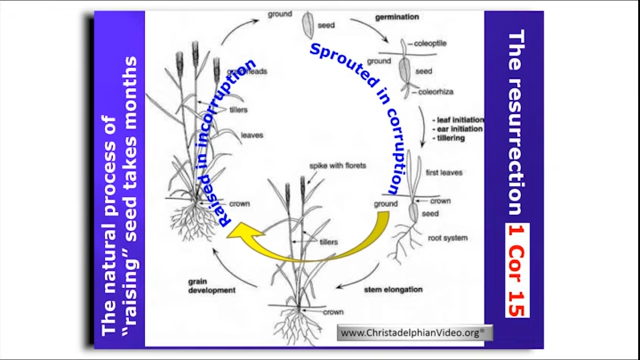 The natural process of
"raising" seed takes months
ground
seed
germination
coleoptile
ground
seed
coleorhiza
- leaf initiation
- ear initiation
- tillering
first leaves
crown
ground
seed
root system
stem elongation
spike with florets
tillers
crown
grain
development
tillers
leaves
crown
Sprouted in corruption
Raised in incorruption
The resurrection 1 Cor 15
www.ChristadelphianVideo.org